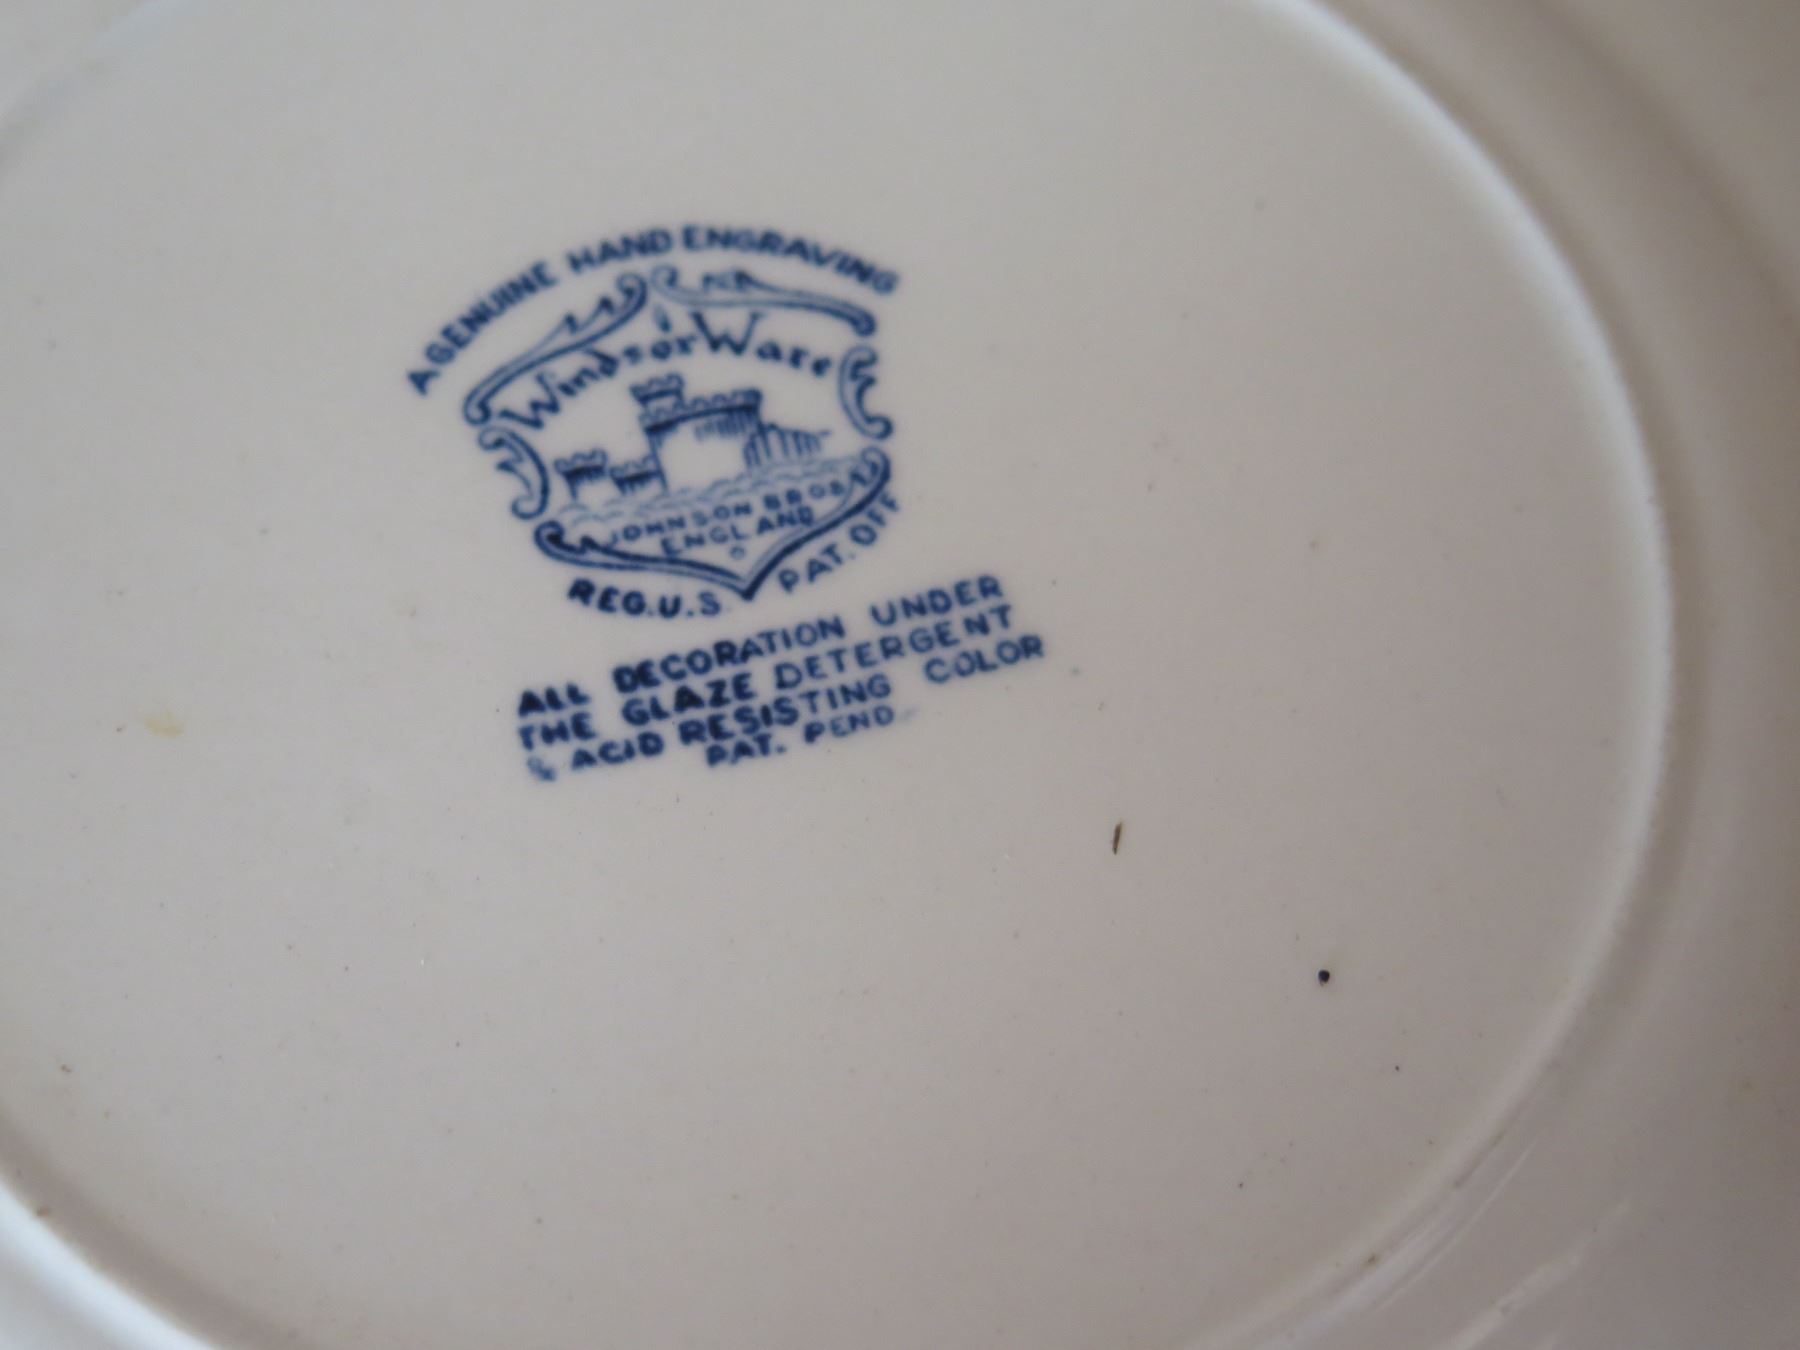 A GENUINE HAND ENGRAVING
Windsor Ware
JOHNSON BROS
ENGLAND
REG. U.S. PAT. OFF
ALL DECORATION UNDER
THE GLAZE DETERGENT
& ACID RESISTING COLOR
PAT. PEND